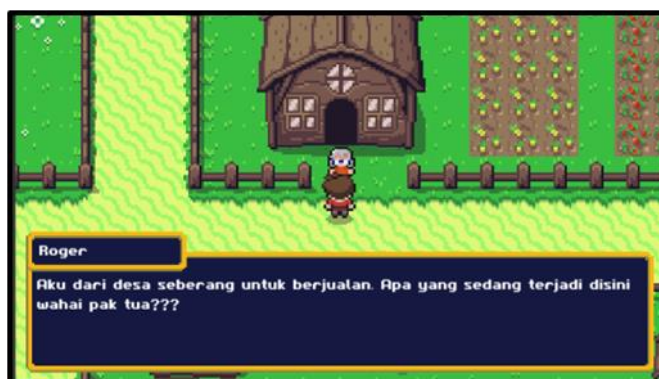 Roger
Aku dari desa seberang untuk berjualan. Apa yang sedang terjadi disini
wahai pak tua???